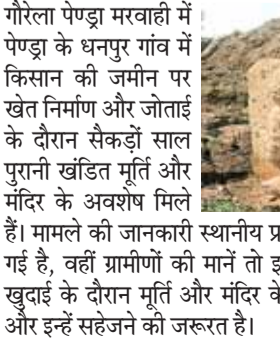 गौरेला पेण्ड्रा मरवाही में
पेण्ड्रा के धनपुर गांव में
किसान की जमीन पर
खेत निर्माण और जोताई
के दौरान सैकड़ों साल
पुरानी खंडित मूर्ति और
मंदिर के अवशेष मिले
हैं। मामले की जानकारी स्थानीय
गई है, वहीं ग्रामीणों की मानें तो
खुदाई के दौरान मूर्ति और मंदिर
और इन्हें सहेजने की जरूरत है।